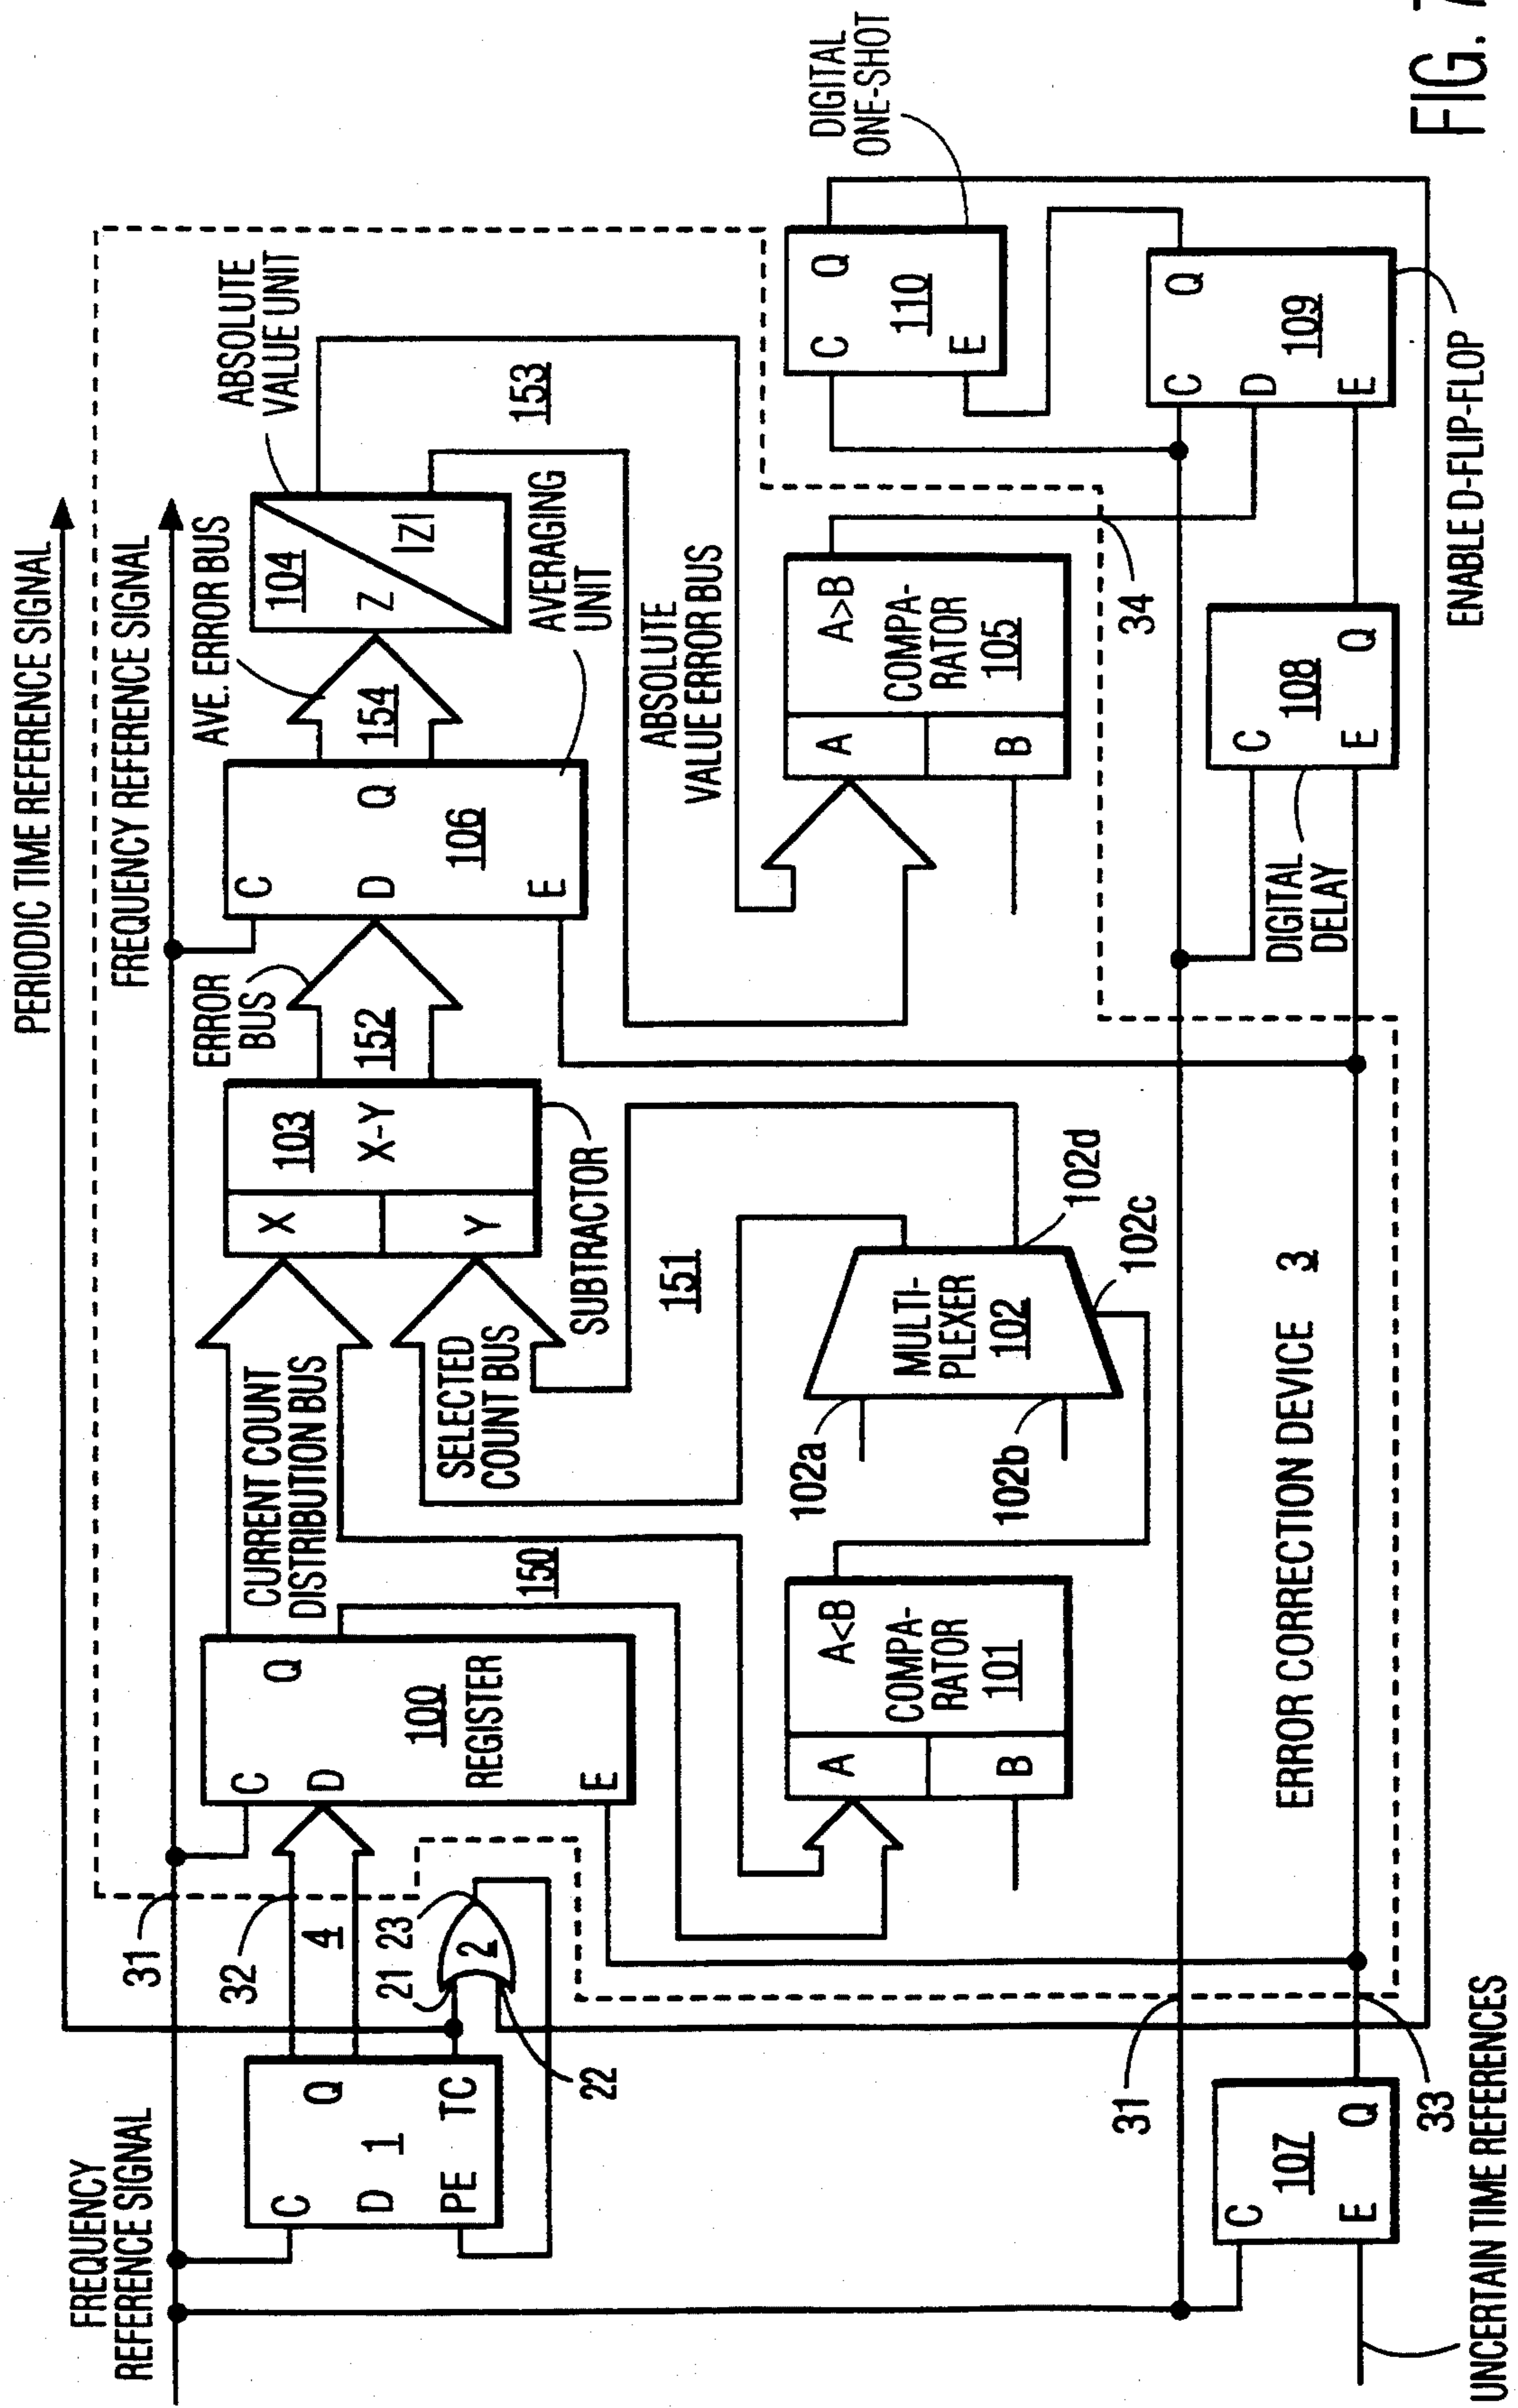 PERIODIC TIME REFERENCE SIGNAL
FREQUENCY REFERENCE SIGNAL
FREQUENCY
REFERENCE SIGNAL
31
32
4
C
Q
D
1
PE
TC
21
23
2
22
C
Q
D
100
REGISTER
E
CURRENT COUNT
DISTRIBUTION BUS
150
SELECTED
COUNT BUS
X
Y
103
X-Y
SUBTRACTOR
151
ERROR
BUS
152
C
D
Q
106
E
AVE. ERROR BUS
154
AVERAGING
UNIT
104
Z
|Z|
ABSOLUTE
VALUE UNIT
153
ABSOLUTE
VALUE ERROR BUS
A
B
A<B
COMPA-
RATOR
101
102a
102b
MULTI-
PLEXER
102
102d
102c
A
B
A>B
COMPA-
RATOR
105
34
C
Q
110
E
DIGITAL
ONE-SHOT
ERROR CORRECTION DEVICE 3
31
C
107
E
Q
33
UNCERTAIN TIME REFERENCES
DIGITAL
DELAY
C
108
E
Q
C
Q
D
109
E
ENABLE D-FLIP-FLOP
FIG. 7